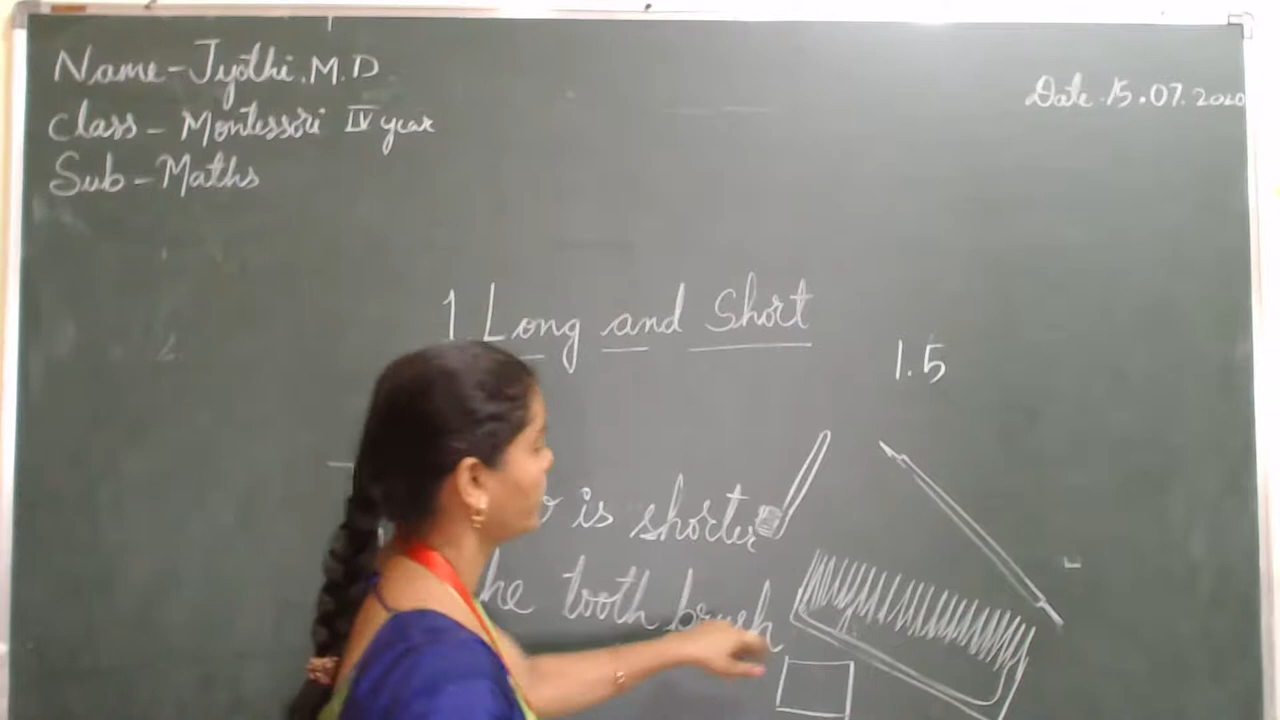 Name-Jyothi.M.D
Date.15.07.2020
Class - Montessori IV year
Sub-Maths
1 Long and Short
1.5
is shorter
the tooth brush